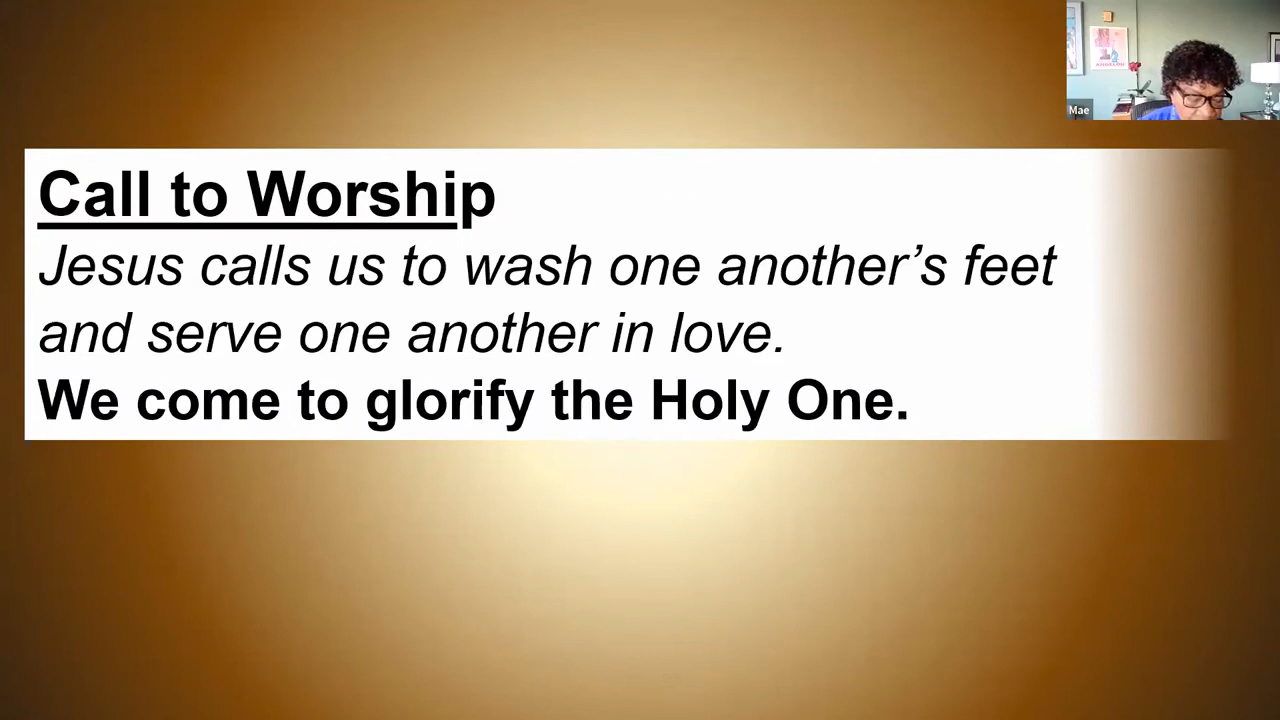 Call to Worship
Jesus calls us to wash one another’s feet
and serve one another in love.
We come to glorify the Holy One.
Mae